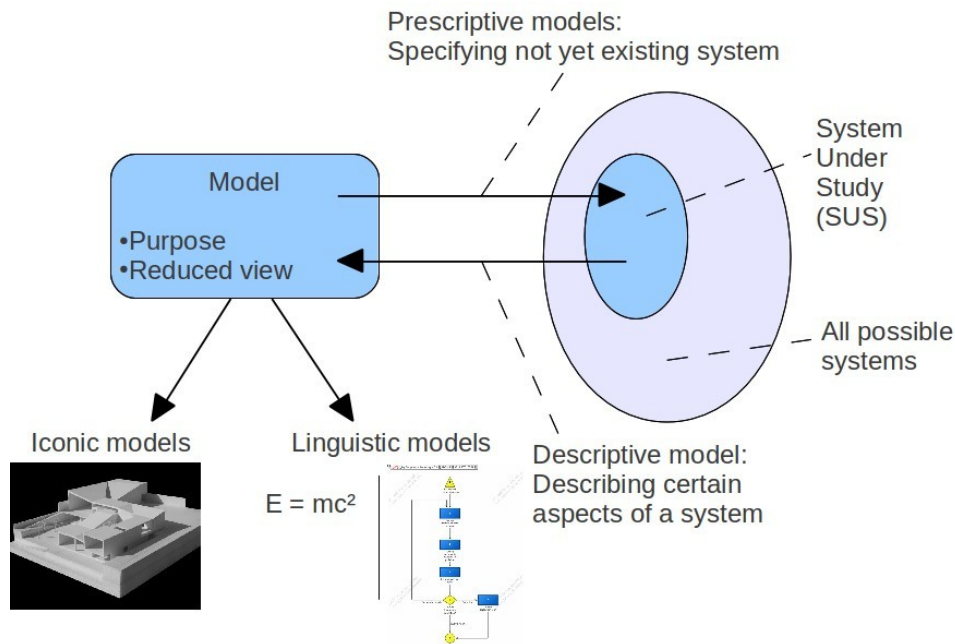 Prescriptive models:
Specifying not yet existing system
System
Under
Study
(SUS)
Model
•Purpose
•Reduced view
All possible
systems
Iconic models
Linguistic models
E = mc²
Descriptive model:
Describing certain
aspects of a system